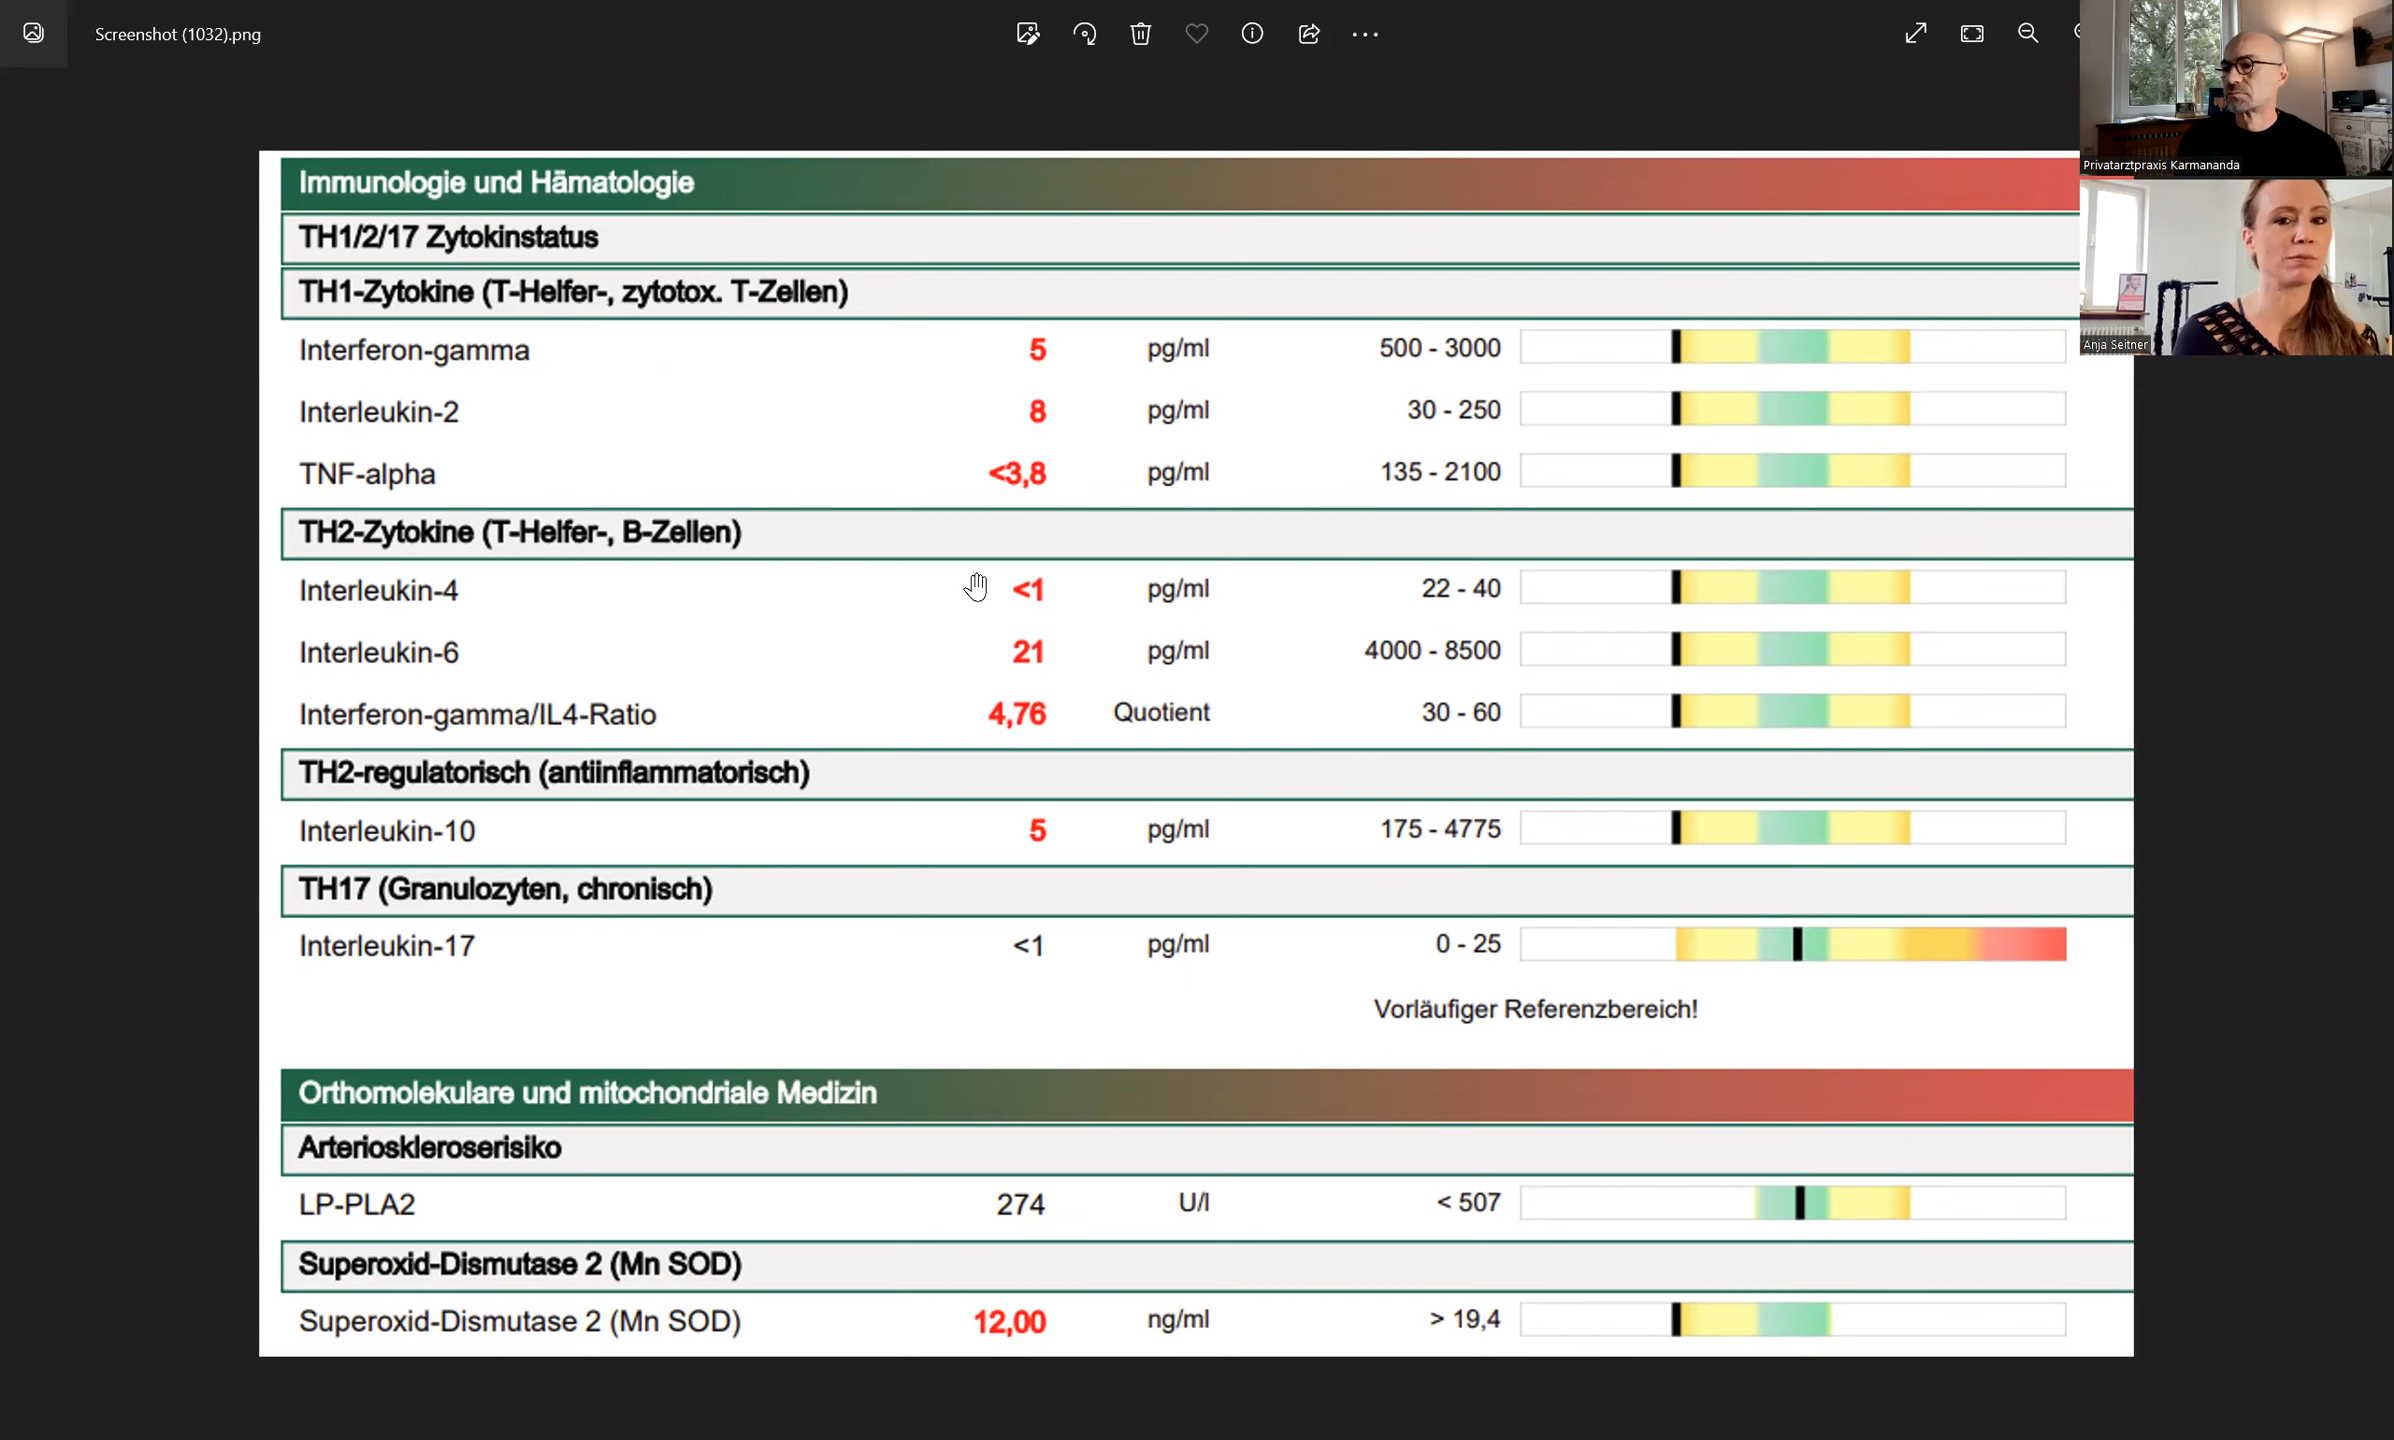 Screenshot (1032).png
Privatarztpraxis Karmananda
Anja Seitner
Immunologie und Hämatologie
TH1/2/17 Zytokinstatus
TH1-Zytokine (T-Helfer-, zytotox. T-Zellen)
Interferon-gamma 5 pg/ml 500 - 3000
Interleukin-2 8 pg/ml 30 - 250
TNF-alpha <3,8 pg/ml 135 - 2100
TH2-Zytokine (T-Helfer-, B-Zellen)
Interleukin-4 <1 pg/ml 22 - 40
Interleukin-6 21 pg/ml 4000 - 8500
Interferon-gamma/IL4-Ratio 4,76 Quotient 30 - 60
TH2-regulatorisch (antiinflammatorisch)
Interleukin-10 5 pg/ml 175 - 4775
TH17 (Granulozyten, chronisch)
Interleukin-17 <1 pg/ml 0 - 25
Vorläufiger Referenzbereich!
Orthomolekulare und mitochondriale Medizin
Arterioskleroserisiko
LP-PLA2 274 U/l < 507
Superoxid-Dismutase 2 (Mn SOD)
Superoxid-Dismutase 2 (Mn SOD) 12,00 ng/ml > 19,4